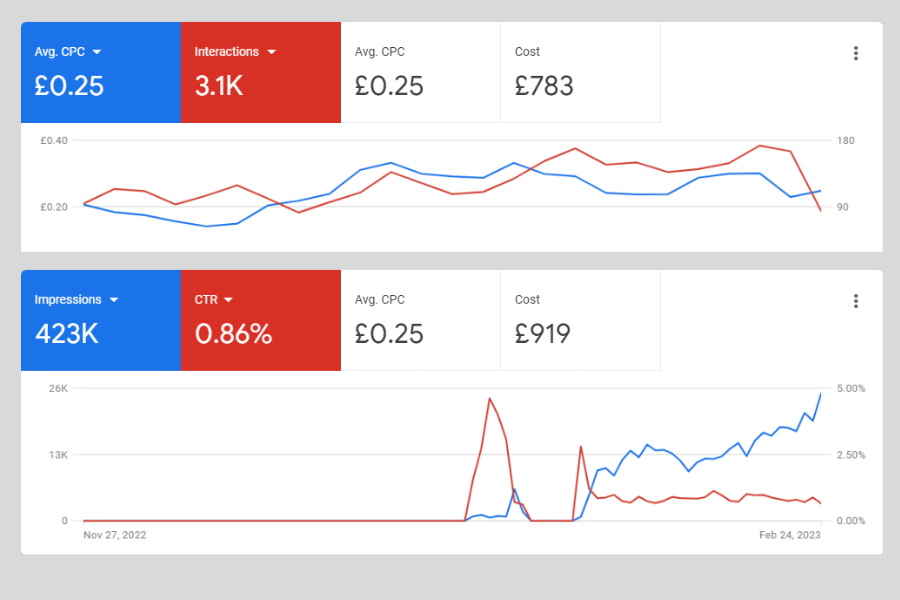 Avg. CPC Interactions Avg. CPC Cost
£0.25 3.1K £0.25 £783
£0.40 180
£0.20 90
Impressions CTR Avg. CPC Cost
423K 0.86% £0.25 £919
26K 5.00%
13K 2.50%
0 0.00%
Nov 27, 2022 Feb 24, 2023